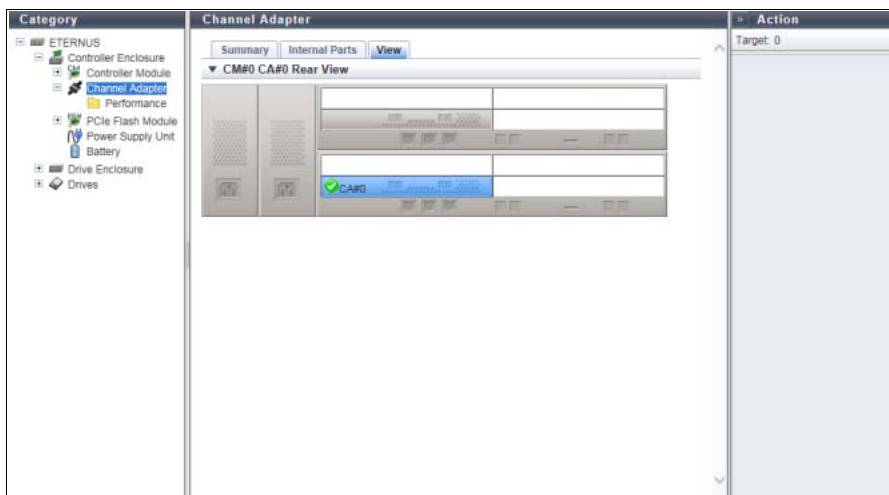 Category
ETERNUS
Controller Enclosure
Controller Module
Channel Adapter
Performance
PCIe Flash Module
Power Supply Unit
Battery
Drive Enclosure
Drives
Channel Adapter
Summary
Internal Parts
View
▼ CM#0 CA#0 Rear View
CA#0
» Action
Target: 0